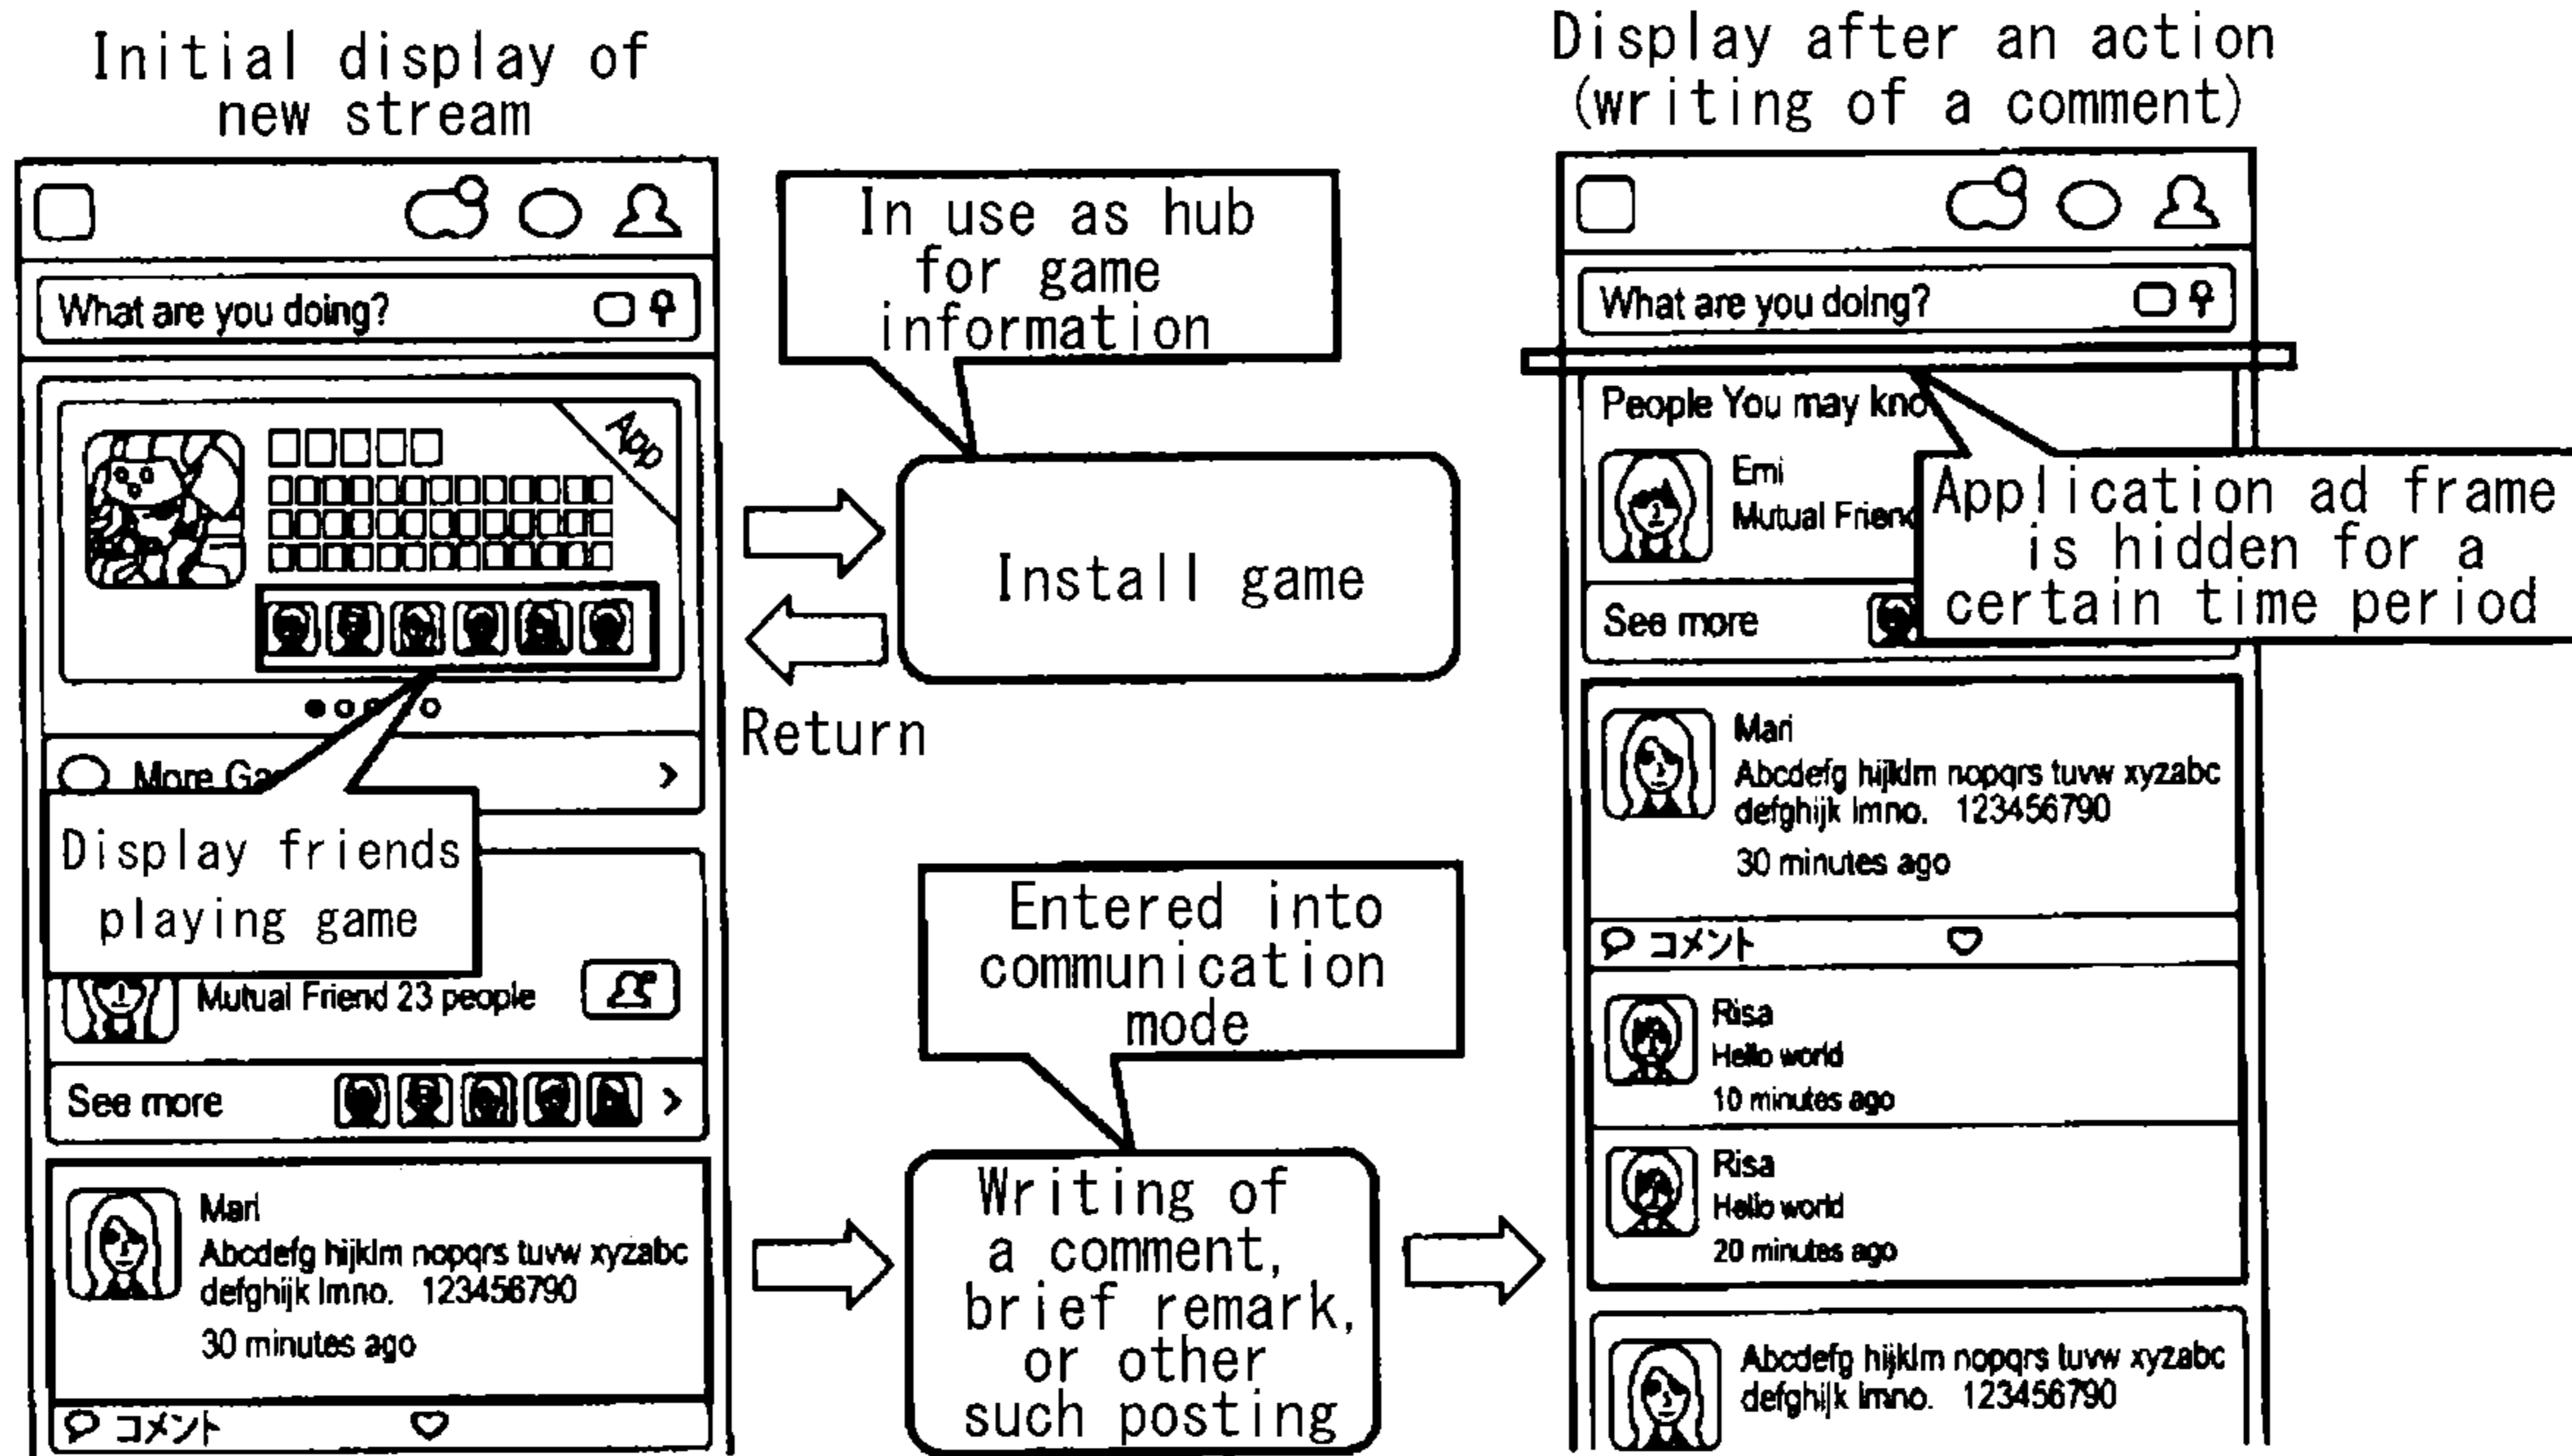 Initial display of
new stream
What are you doing?
App
More Ga
Display friends
playing game
Mutual Friend 23 people
See more
Mari
Abcdefg hijklm nopqrs tuvw xyzabc
defghijk lmno. 123456790
30 minutes ago
コメント
In use as hub
for game
information
Install game
Return
Entered into
communication
mode
Writing of
a comment,
brief remark,
or other
such posting
Display after an action
(writing of a comment)
What are you doing?
People You may kno
Emi
Mutual Friend
Application ad frame
is hidden for a
certain time period
See more
Mari
Abcdefg hijklm nopqrs tuvw xyzabc
defghijk lmno. 123456790
30 minutes ago
コメント
Risa
Hello world
10 minutes ago
Risa
Hello world
20 minutes ago
Abcdefg hijklm nopqrs tuvw xyzabc
defghijk lmno. 123456790